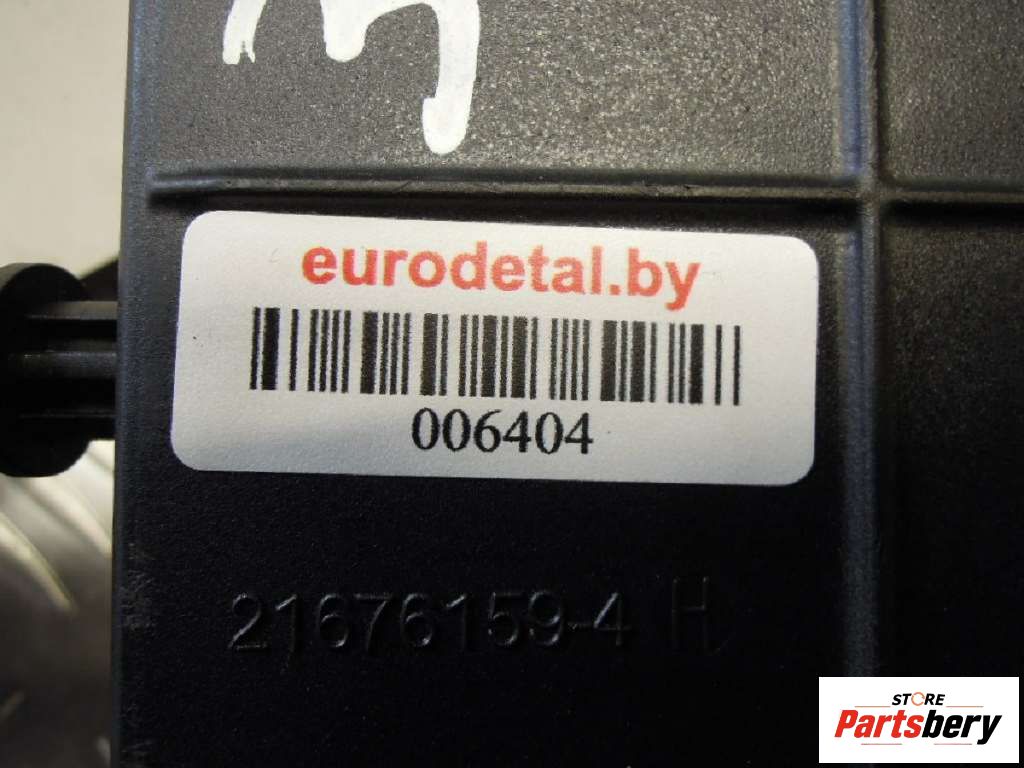 eurodetal.by
006404
21676159-4 H
STORE
Partsbery